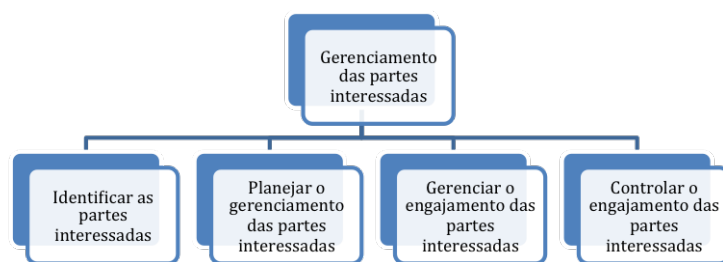 Gerenciamento
das partes
interessadas
Identificar as
partes
interessadas
Planejar o
gerenciamento
das partes
interessadas
Gerenciar o
engajamento das
partes
interessadas
Controlar o
engajamento das
partes
interessadas